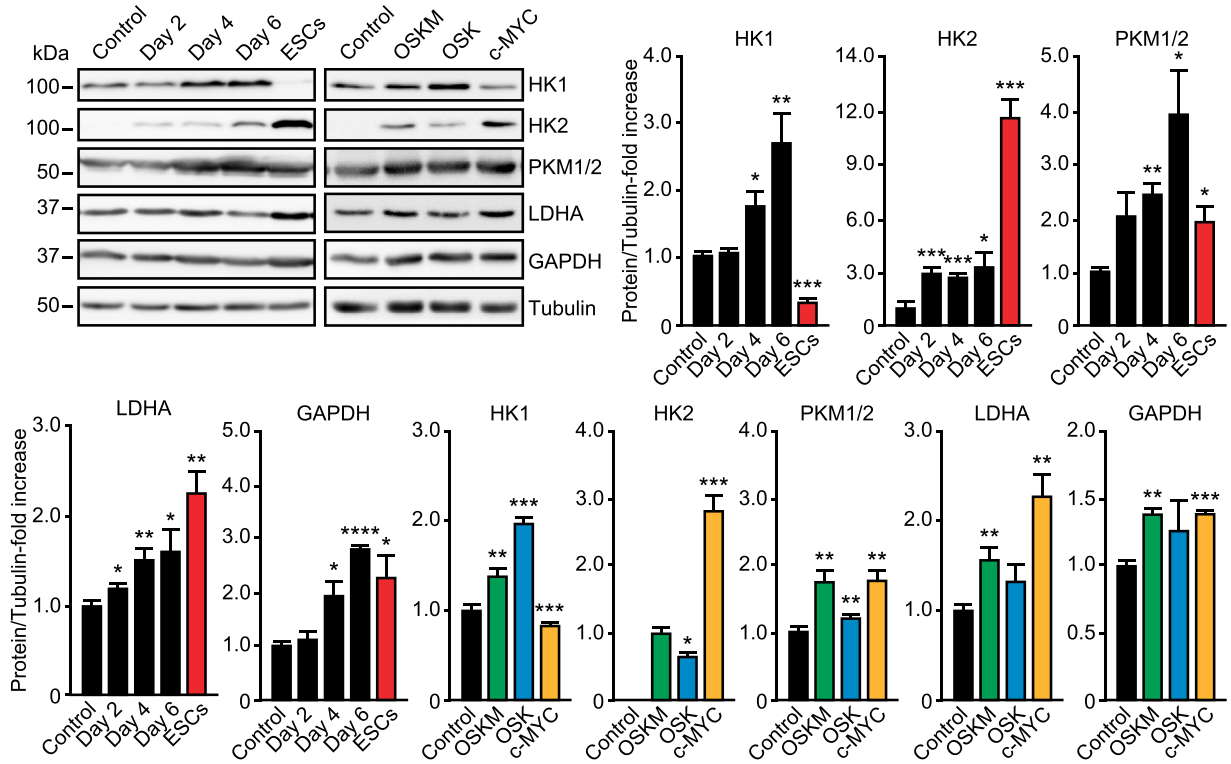 kDa
Control Day 2 Day 4 Day 6 ESCs
Control OSKM OSK c-MYC
100 HK1
100 HK2
50 PKM1/2
37 LDHA
37 GAPDH
50 Tubulin
Protein/Tubulin-fold increase
HK1
4.0
3.0
2.0
1.0
0
* ** ***
Control Day 2 Day 4 Day 6 ESCs
HK2
14.0
12.0
9.0
6.0
3.0
0
*** *** * ***
Control Day 2 Day 4 Day 6 ESCs
PKM1/2
5.0
4.0
3.0
2.0
1.0
0
** * *
Control Day 2 Day 4 Day 6 ESCs
Protein/Tubulin-fold increase
LDHA
3.0
2.0
1.0
0
* ** * **
Control Day 2 Day 4 Day 6 ESCs
GAPDH
5.0
4.0
3.0
2.0
1.0
0
* **** *
Control Day 2 Day 4 Day 6 ESCs
HK1
3.0
2.0
1.0
0
** *** ***
Control OSKM OSK c-MYC
HK2
4.0
3.0
2.0
1.0
0
* ***
Control OSKM OSK c-MYC
PKM1/2
4.0
3.0
2.0
1.0
0
** ** **
Control OSKM OSK c-MYC
LDHA
3.0
2.0
1.0
0
** **
Control OSKM OSK c-MYC
GAPDH
2.0
1.5
1.0
0.5
0
** ***
Control OSKM OSK c-MYC